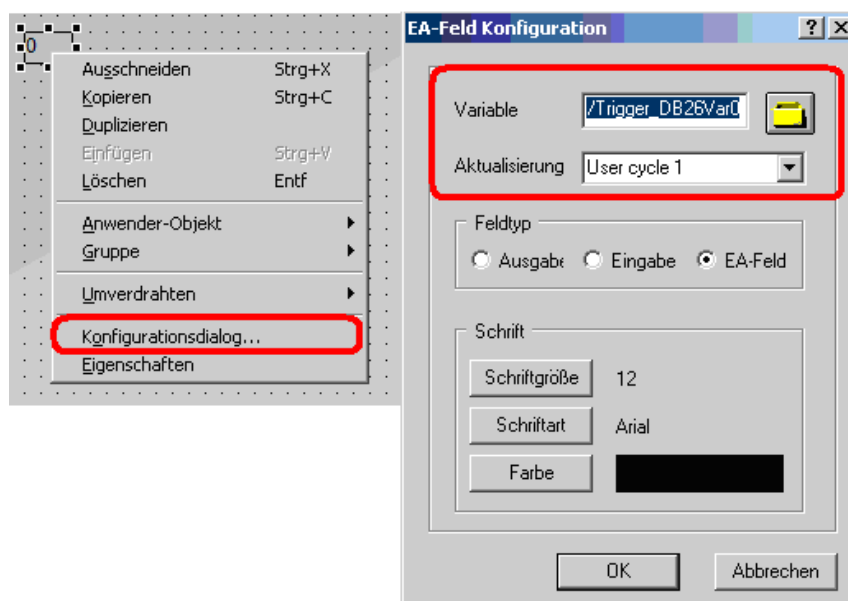 0
Ausschneiden Strg+X
Kopieren Strg+C
Duplizieren
Einfügen Strg+V
Löschen Entf
Anwender-Objekt
Gruppe
Umverdrahten
Konfigurationsdialog...
Eigenschaften
EA-Feld Konfiguration
Variable /Trigger_DB26Var0
Aktualisierung User cycle 1
Feldtyp
Ausgabe Eingabe EA-Feld
Schrift
Schriftgröße 12
Schriftart Arial
Farbe
OK Abbrechen